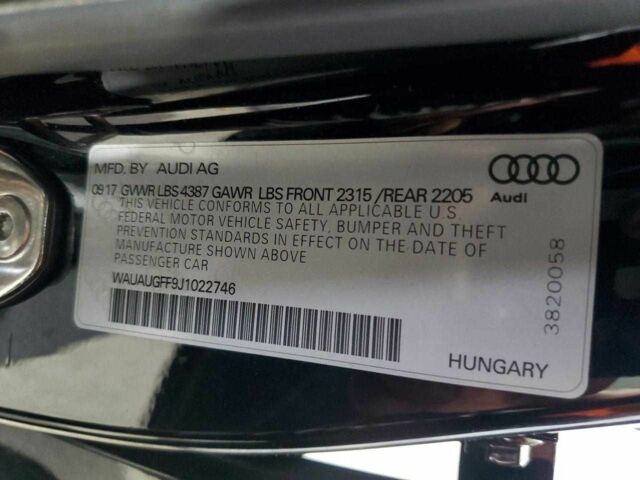 MFD. BY AUDI AG
09 17 GVWR LBS 4387 GAWR LBS FRONT 2315 /REAR 2205
THIS VEHICLE CONFORMS TO ALL APPLICABLE U.S.
FEDERAL MOTOR VEHICLE SAFETY, BUMPER AND THEFT
PREVENTION STANDARDS IN EFFECT ON THE DATE OF
MANUFACTURE SHOWN ABOVE
PASSENGER CAR
WAUAUGFF9J1022746
Audi
3820058
HUNGARY